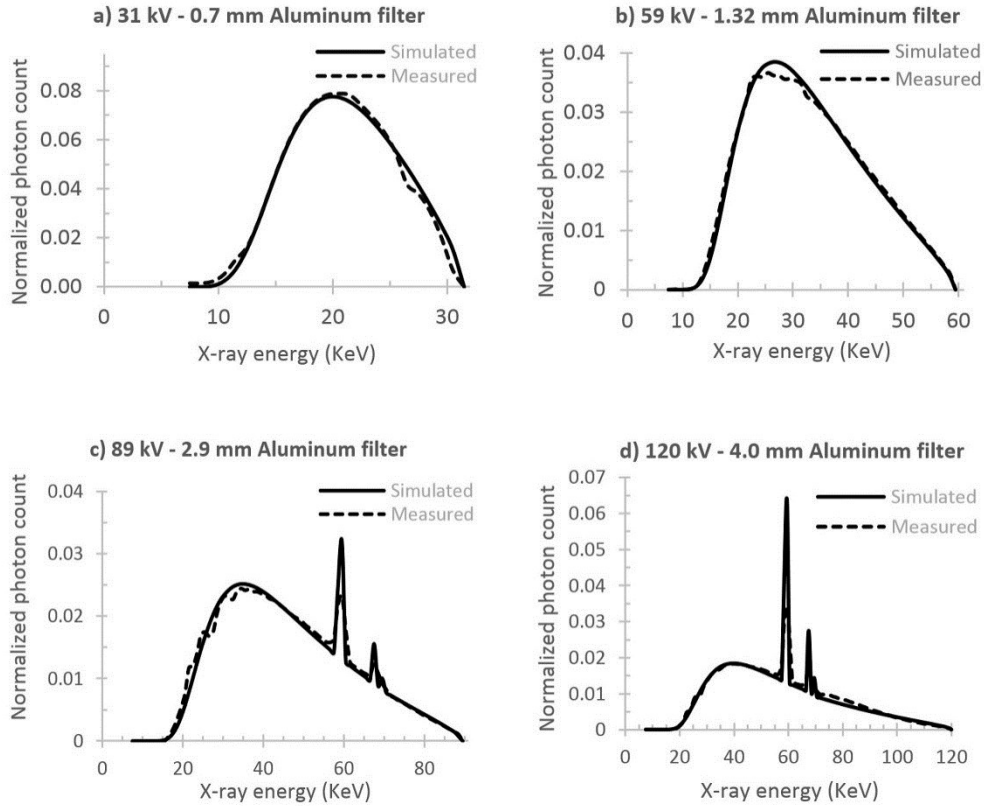 a) 31 kV - 0.7 mm Aluminum filter
Simulated
Measured
Normalized photon count
0.08
0.06
0.04
0.02
0.00
0
10
20
30
X-ray energy (KeV)
b) 59 kV - 1.32 mm Aluminum filter
Simulated
Measured
Normalized photon count
0.04
0.03
0.02
0.01
0
0
10
20
30
40
50
60
X-ray energy (KeV)
c) 89 kV - 2.9 mm Aluminum filter
Simulated
Measured
Normalized photon count
0.04
0.03
0.02
0.01
0
0
20
40
60
80
X-ray energy (KeV)
d) 120 kV - 4.0 mm Aluminum filter
Simulated
Measured
Normalized photon count
0.07
0.06
0.05
0.04
0.03
0.02
0.01
0
0
20
40
60
80
100
120
X-ray energy (KeV)